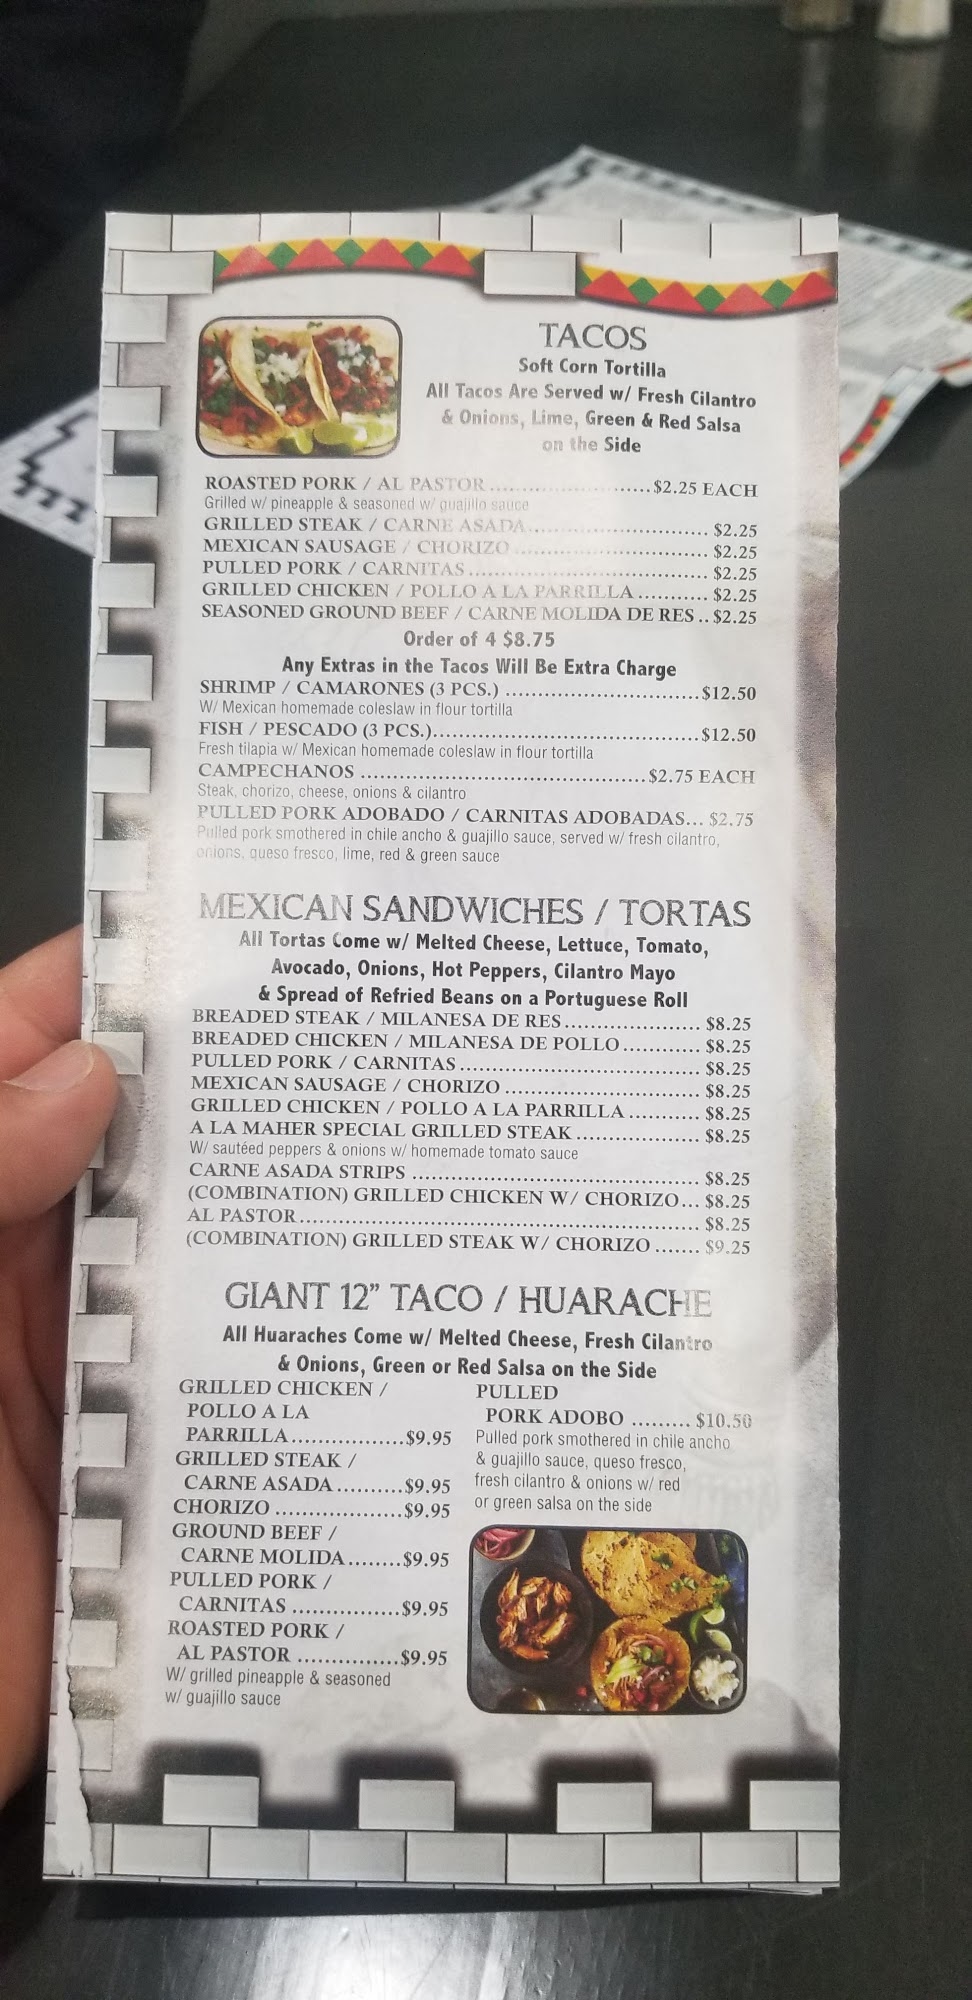 TACOS
Soft Corn Tortilla
All Tacos Are Served w/ Fresh Cilantro
& Onions, Lime, Green & Red Salsa
on the Side
ROASTED PORK / AL PASTOR ........................ $2.25 EACH
Grilled w/ pineapple & seasoned w/ guajillo sauce
GRILLED STEAK / CARNE ASADA ........................ $2.25
MEXICAN SAUSAGE / CHORIZO ........................ $2.25
PULLED PORK / CARNITAS ........................ $2.25
GRILLED CHICKEN / POLLO A LA PARRILLA .......... $2.25
SEASONED GROUND BEEF / CARNE MOLIDA DE RES .. $2.25
Order of 4 $8.75
Any Extras in the Tacos Will Be Extra Charge
SHRIMP / CAMARONES (3 PCS.) ........................ $12.50
W/ Mexican homemade coleslaw in flour tortilla
FISH / PESCADO (3 PCS.) ........................ $12.50
Fresh tilapia w/ Mexican homemade coleslaw in flour tortilla
CAMPECHANOS ........................ $2.75 EACH
Steak, chorizo, cheese, onions & cilantro
PULLED PORK ADOBADO / CARNITAS ADOBADAS... $2.75
Pulled pork smothered in chile ancho & guajillo sauce, served w/ fresh cilantro,
onions, queso fresco, lime, red & green sauce
MEXICAN SANDWICHES / TORTAS
All Tortas Come w/ Melted Cheese, Lettuce, Tomato,
Avocado, Onions, Hot Peppers, Cilantro Mayo
& Spread of Refried Beans on a Portuguese Roll
BREADED STEAK / MILANESA DE RES .................... $8.25
BREADED CHICKEN / MILANESA DE POLLO ............ $8.25
PULLED PORK / CARNITAS ........................ $8.25
MEXICAN SAUSAGE / CHORIZO ........................ $8.25
GRILLED CHICKEN / POLLO A LA PARRILLA ........... $8.25
A LA MAHER SPECIAL GRILLED STEAK .................. $8.25
W/ sautéed peppers & onions w/ homemade tomato sauce
CARNE ASADA STRIPS ........................ $8.25
(COMBINATION) GRILLED CHICKEN W/ CHORIZO... $8.25
AL PASTOR ........................ $8.25
(COMBINATION) GRILLED STEAK W/ CHORIZO ....... $9.25
GIANT 12" TACO / HUARACHE
All Huaraches Come w/ Melted Cheese, Fresh Cilantro
& Onions, Green or Red Salsa on the Side
GRILLED CHICKEN /
POLLO A LA
PARRILLA ................. $9.95
GRILLED STEAK /
CARNE ASADA .......... $9.95
CHORIZO ................... $9.95
GROUND BEEF /
CARNE MOLIDA ........ $9.95
PULLED PORK /
CARNITAS ................ $9.95
ROASTED PORK /
AL PASTOR ............... $9.95
W/ grilled pineapple & seasoned
w/ guajillo sauce
PULLED
PORK ADOBO ......... $10.50
Pulled pork smothered in chile ancho
& guajillo sauce, queso fresco,
fresh cilantro & onions w/ red
or green salsa on the side